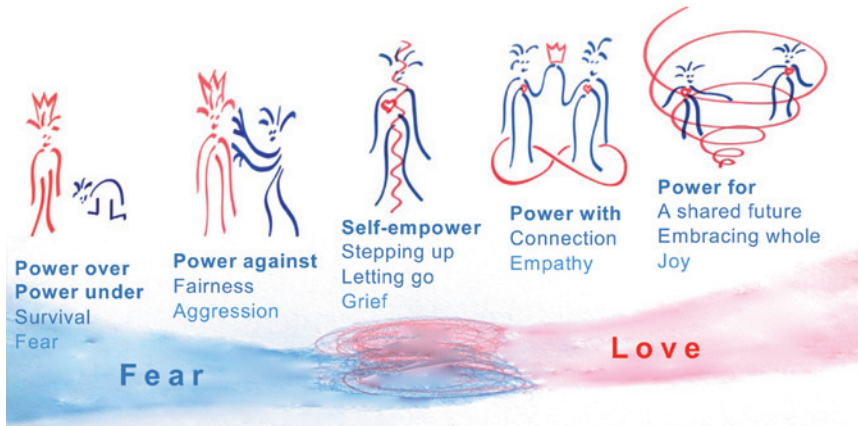 Power over
Power under
Survival
Fear
Power against
Fairness
Aggression
Self-empower
Stepping up
Letting go
Grief
Power with
Connection
Empathy
Power for
A shared future
Embracing whole
Joy
Fear
Love